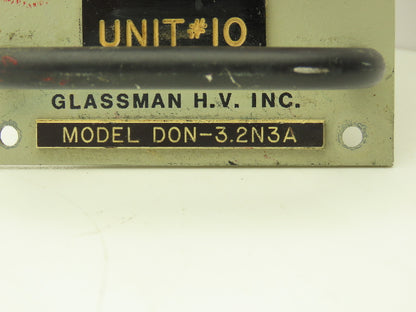 UNIT#10
GLASSMAN H.V. INC.
MODEL DON-3.2N3A